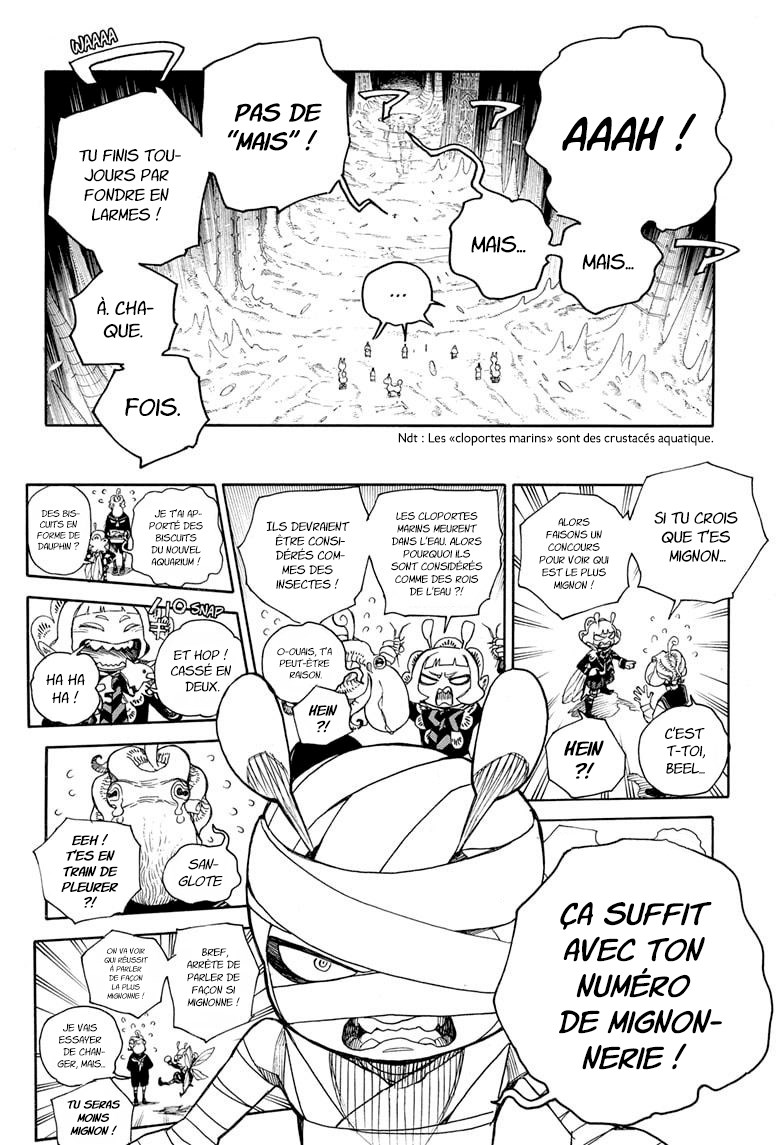 AAAH !
MAIS...
MAIS...
PAS DE
"MAIS" !
WAAAA
TU FINIS TOU-
JOURS PAR
FONDRE EN
LARMES !
À. CHA-
QUE.
FOIS.
...
Ndt : Les «cloportes marins» sont des crustacés aquatique.
SI TU CROIS
QUE T'ES
MIGNON...
ALORS
FAISONS UN
CONCOURS
POUR VOIR QUI
EST LE PLUS
MIGNON !
C'EST
T-TOI,
BEEL...
HEIN
?!
LES CLOPORTES
MARINS MEURENT
DANS L'EAU. ALORS
POURQUOI ILS
SONT CONSIDÉRÉS
COMME DES ROIS
DE L'EAU ?!
ILS DEVRAIENT
ÊTRE CONSI-
DÉRÉS COM-
MES DES
INSECTES !
O-OUAIS, T'A
PEUT-ÊTRE
RAISON.
HEIN
?!
JE T'AI AP-
PORTÉ DES
BISCUITS
DU NOUVEL
AQUARIUM !
DES BIS-
CUITS EN
FORME DE
DAUPHIN ?
SNAP
ET HOP !
CASSÉ EN
DEUX.
HA HA
HA !
SAN-
GLOTE
EEH !
T'ES EN
TRAIN DE
PLEURER
?!
BREF,
ARRÊTE DE
PARLER DE
FAÇON SI
MIGNONNE !
ON VA VOIR
QUI RÉUSSIT
À PARLER
DE FAÇON
LA PLUS
MIGNONNE !
JE VAIS
ESSAYER
DE CHAN-
GER, MAIS...
TU SERAS
MOINS
MIGNON !
ÇA SUFFIT
AVEC TON
NUMÉRO
DE MIGNON-
NERIE !